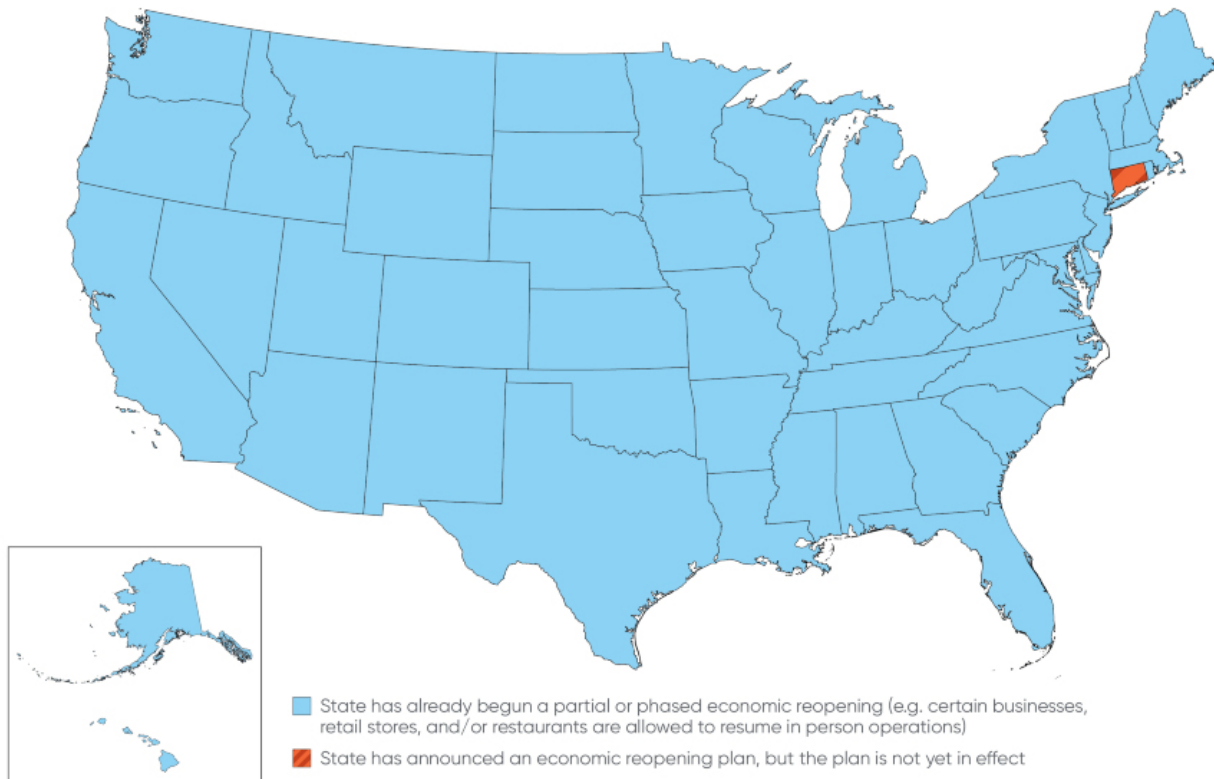 State has already begun a partial or phased economic reopening (e.g. certain businesses,
retail stores, and/or restaurants are allowed to resume in person operations)
State has announced an economic reopening plan, but the plan is not yet in effect